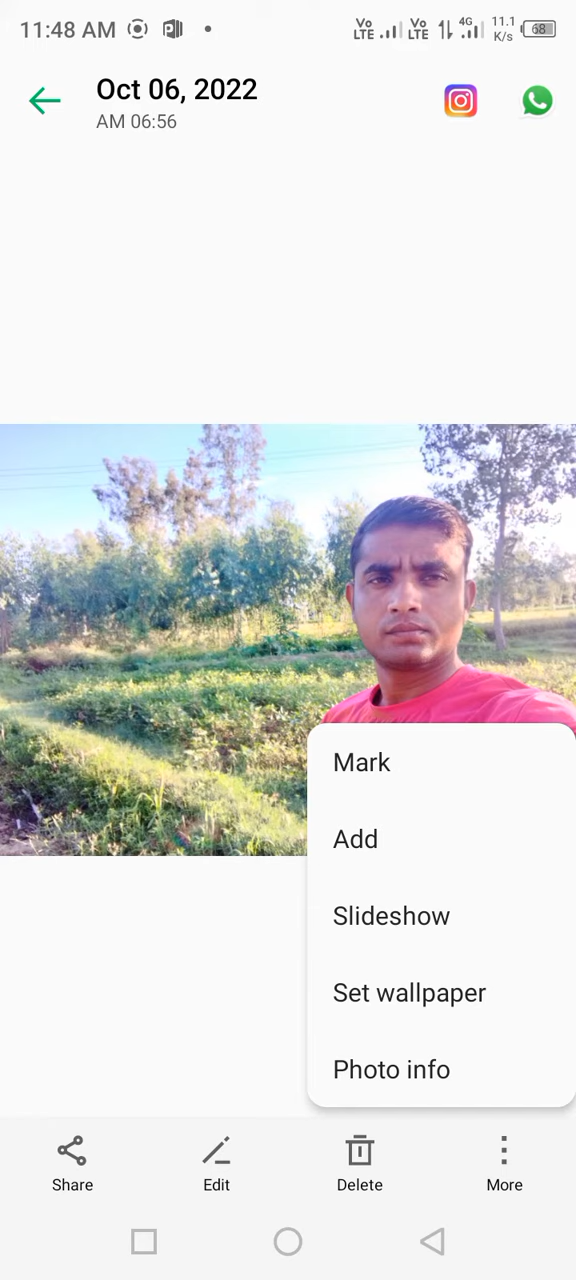 11:48 AM
Vo LTE Vo LTE 4G 11.1 K/s 68
Oct 06, 2022
AM 06:56
Mark
Add
Slideshow
Set wallpaper
Photo info
Share Edit Delete More